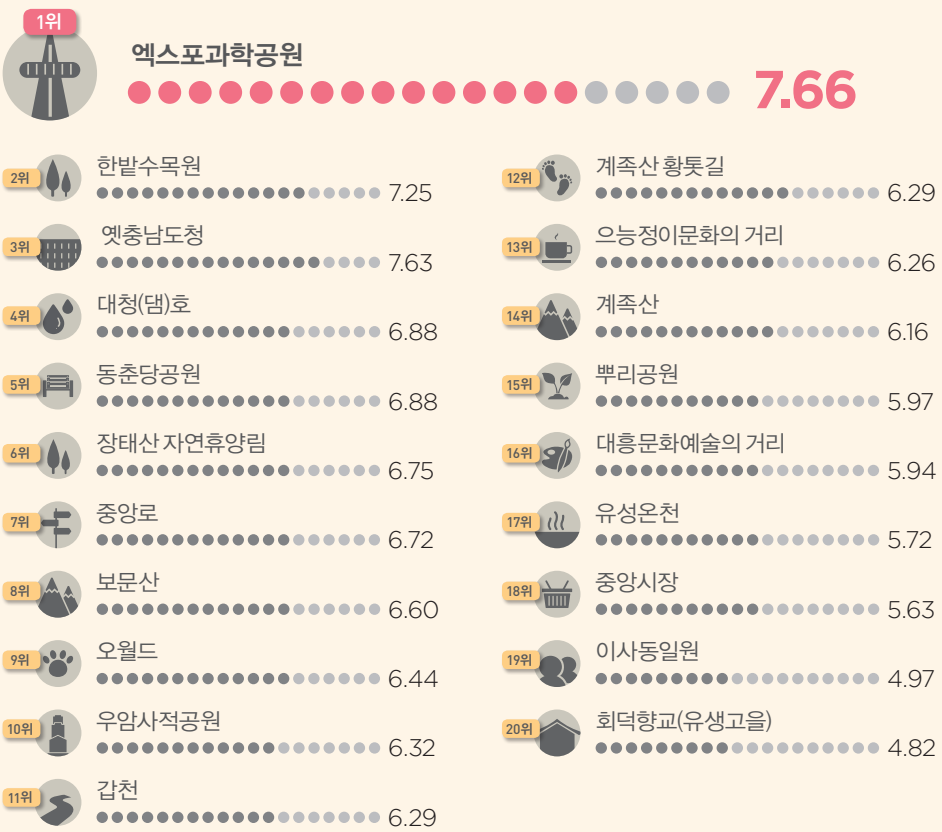 1위
엑스포과학공원
7.66
2위
한밭수목원
7.25
3위
옛충남도청
7.63
4위
대청(댐)호
6.88
5위
동춘당공원
6.88
6위
장태산 자연휴양림
6.75
7위
중앙로
6.72
8위
보문산
6.60
9위
오월드
6.44
10위
우암사적공원
6.32
11위
갑천
6.29
12위
계족산 황톳길
6.29
13위
으능정이문화의 거리
6.26
14위
계족산
6.16
15위
뿌리공원
5.97
16위
대흥문화예술의 거리
5.94
17위
유성온천
5.72
18위
중앙시장
5.63
19위
이사동일원
4.97
20위
회덕향교(유생고을)
4.82